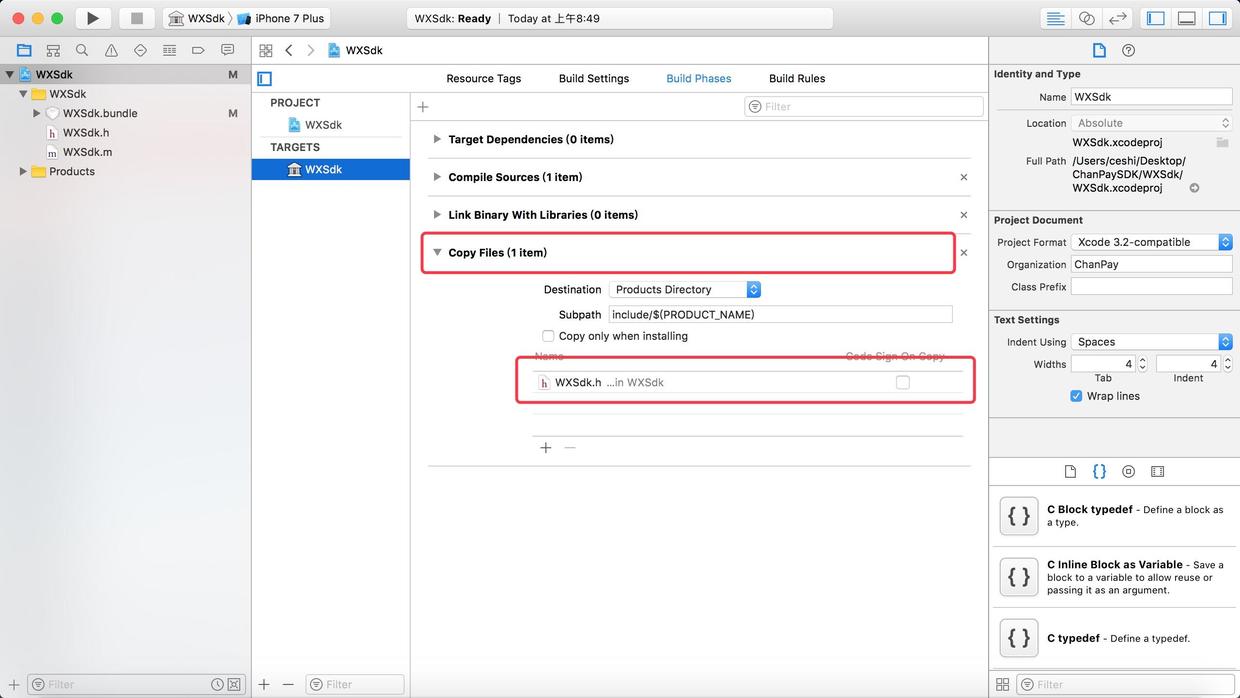 WXSdk
iPhone 7 Plus
WXSdk: Ready | Today at 上午8:49
WXSdk M
WXSdk
WXSdk.bundle M
WXSdk.h
WXSdk.m
Products
Filter
WXSdk
Resource Tags
Build Settings
Build Phases
Build Rules
PROJECT
WXSdk
TARGETS
WXSdk
Filter
Filter
Target Dependencies (0 items)
Compile Sources (1 item)
Link Binary With Libraries (0 items)
Copy Files (1 item)
Destination Products Directory
Subpath include/$(PRODUCT_NAME)
Copy only when installing
Name Code Sign On Copy
WXSdk.h ...in WXSdk
Identity and Type
Name WXSdk
Location Absolute
WXSdk.xcodeproj
Full Path /Users/ceshi/Desktop/
ChanPaySDK/WXSdk/
WXSdk.xcodeproj
Project Document
Project Format Xcode 3.2-compatible
Organization ChanPay
Class Prefix
Text Settings
Indent Using Spaces
Widths 4 4
Tab Indent
Wrap lines
{ }
{ } C Block typedef - Define a block as
a type.
{ } C Inline Block as Variable - Save a
block to a variable to allow reuse or
passing it as an argument.
{ } C typedef - Define a typedef.
Filter